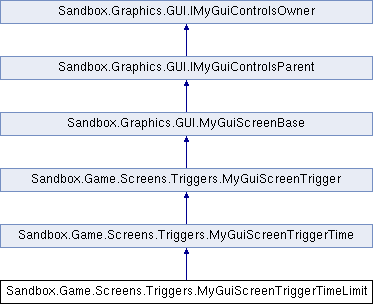 Sandbox.Graphics.GUI.IMyGuiControlsOwner
Sandbox.Graphics.GUI.IMyGuiControlsParent
Sandbox.Graphics.GUI.MyGuiScreenBase
Sandbox.Game.Screens.Triggers.MyGuiScreenTrigger
Sandbox.Game.Screens.Triggers.MyGuiScreenTriggerTime
Sandbox.Game.Screens.Triggers.MyGuiScreenTriggerTimeLimit